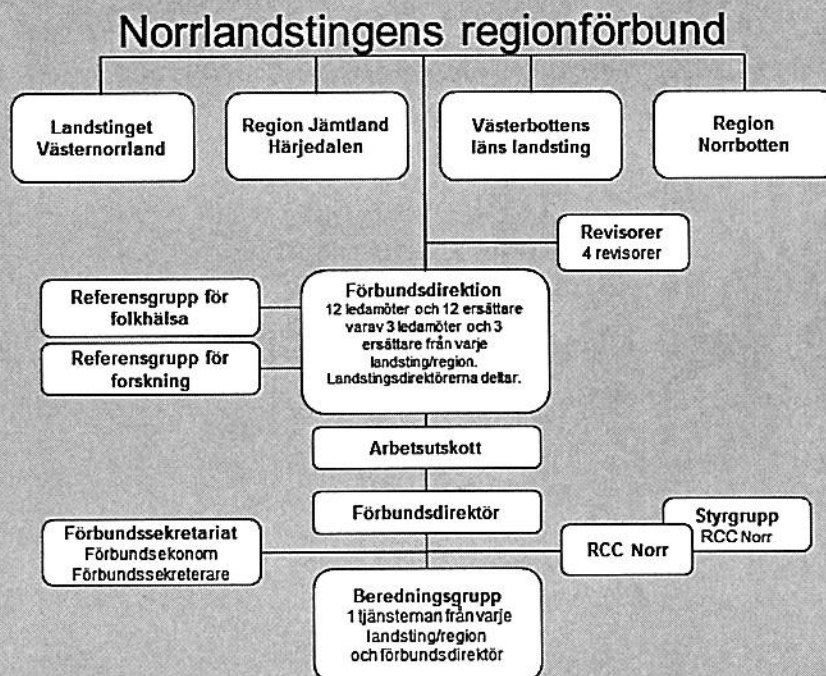 Norrlandstingens regionförbund
Landstinget
Västernorrland
Region Jämtland
Härjedalen
Västerbottens
läns landsting
Region
Norrbotten
Revisorer
4 revisorer
Referensgrupp för
folkhälsa
Referensgrupp för
forskning
Förbundsdirektion
12 ledamöter och 12 ersättare
varav 3 ledamöter och 3
ersättare från varje
landsting/region.
Landstingsdirektörerna deltar.
Arbetsutskott
Förbundsdirektör
Förbundssekretariat
Förbundsekonom
Förbundssekreterare
RCC Norr
Styrgrupp
RCC Norr
Beredningsgrupp
1 tjänsteman från varje
landsting/region
och förbundsdirektör